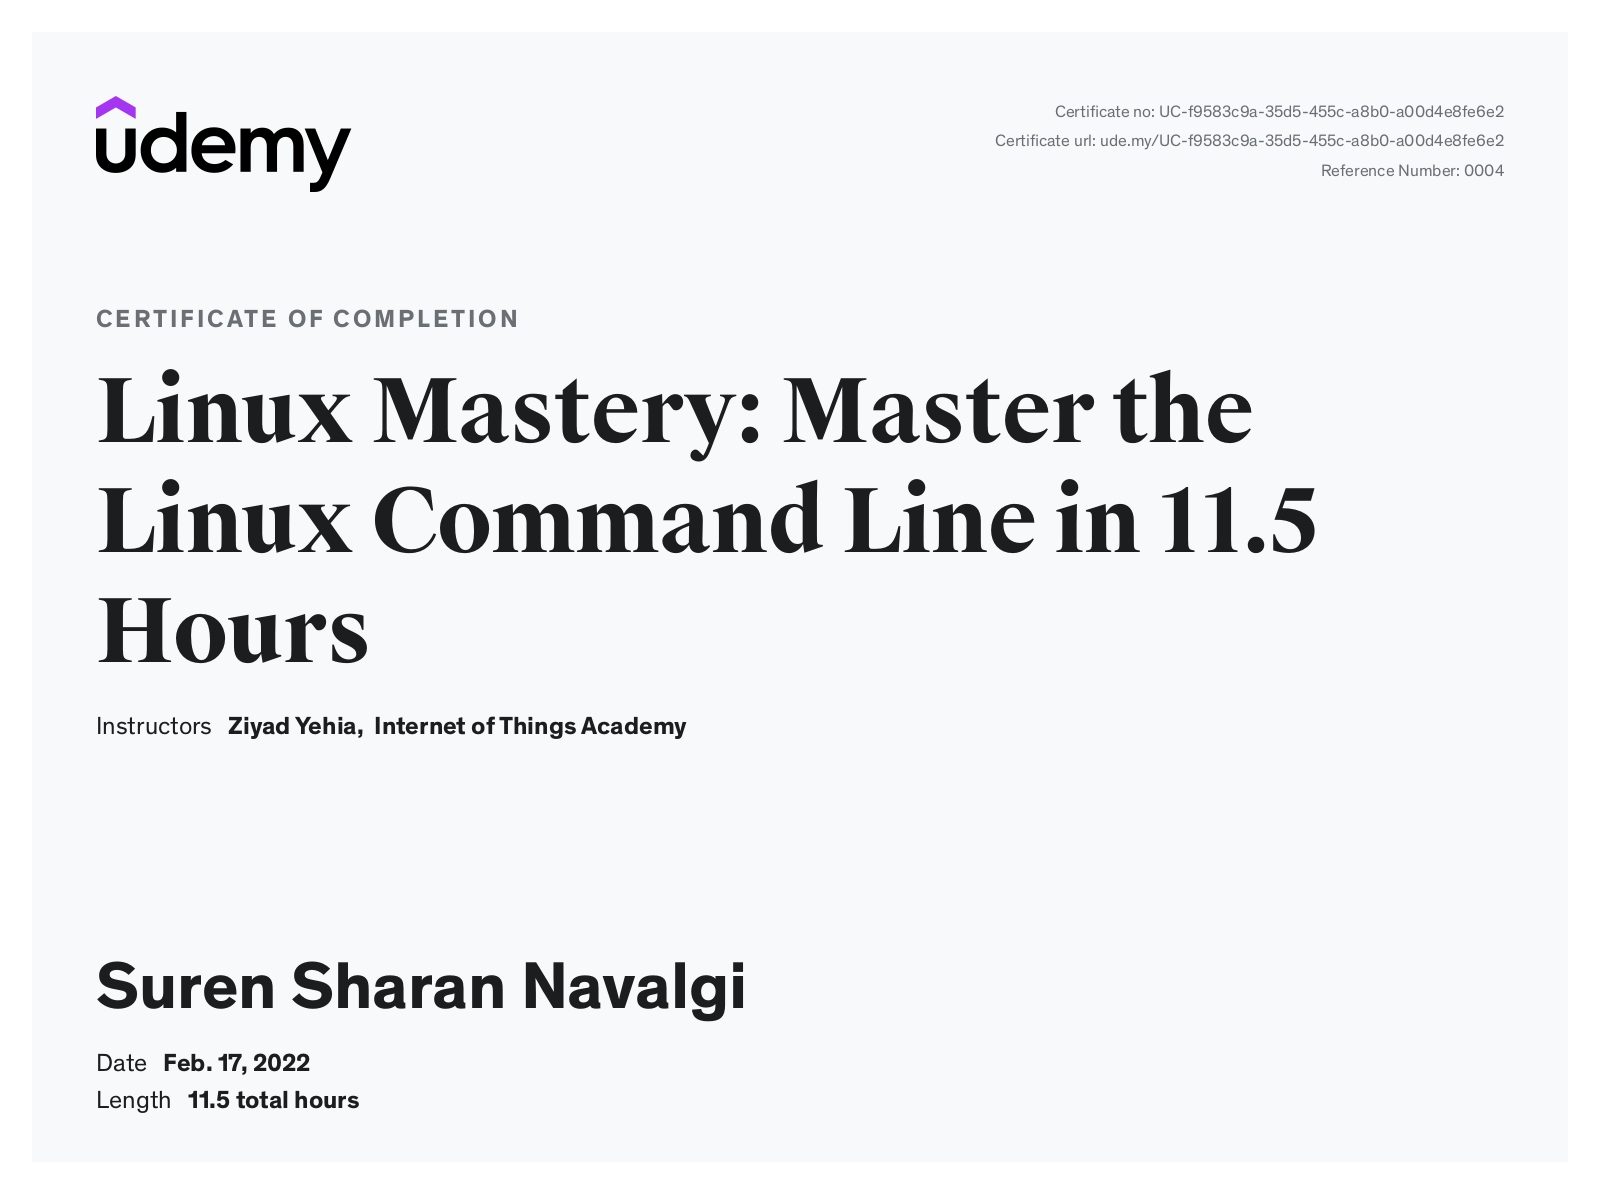 udemy
Certificate no: UC-f9583c9a-35d5-455c-a8b0-a00d4e8fe6e2
Certificate url: ude.my/UC-f9583c9a-35d5-455c-a8b0-a00d4e8fe6e2
Reference Number: 0004
CERTIFICATE OF COMPLETION
Linux Mastery: Master the
Linux Command Line in 11.5
Hours
Instructors Ziyad Yehia, Internet of Things Academy
Suren Sharan Navalgi
Date Feb. 17, 2022
Length 11.5 total hours